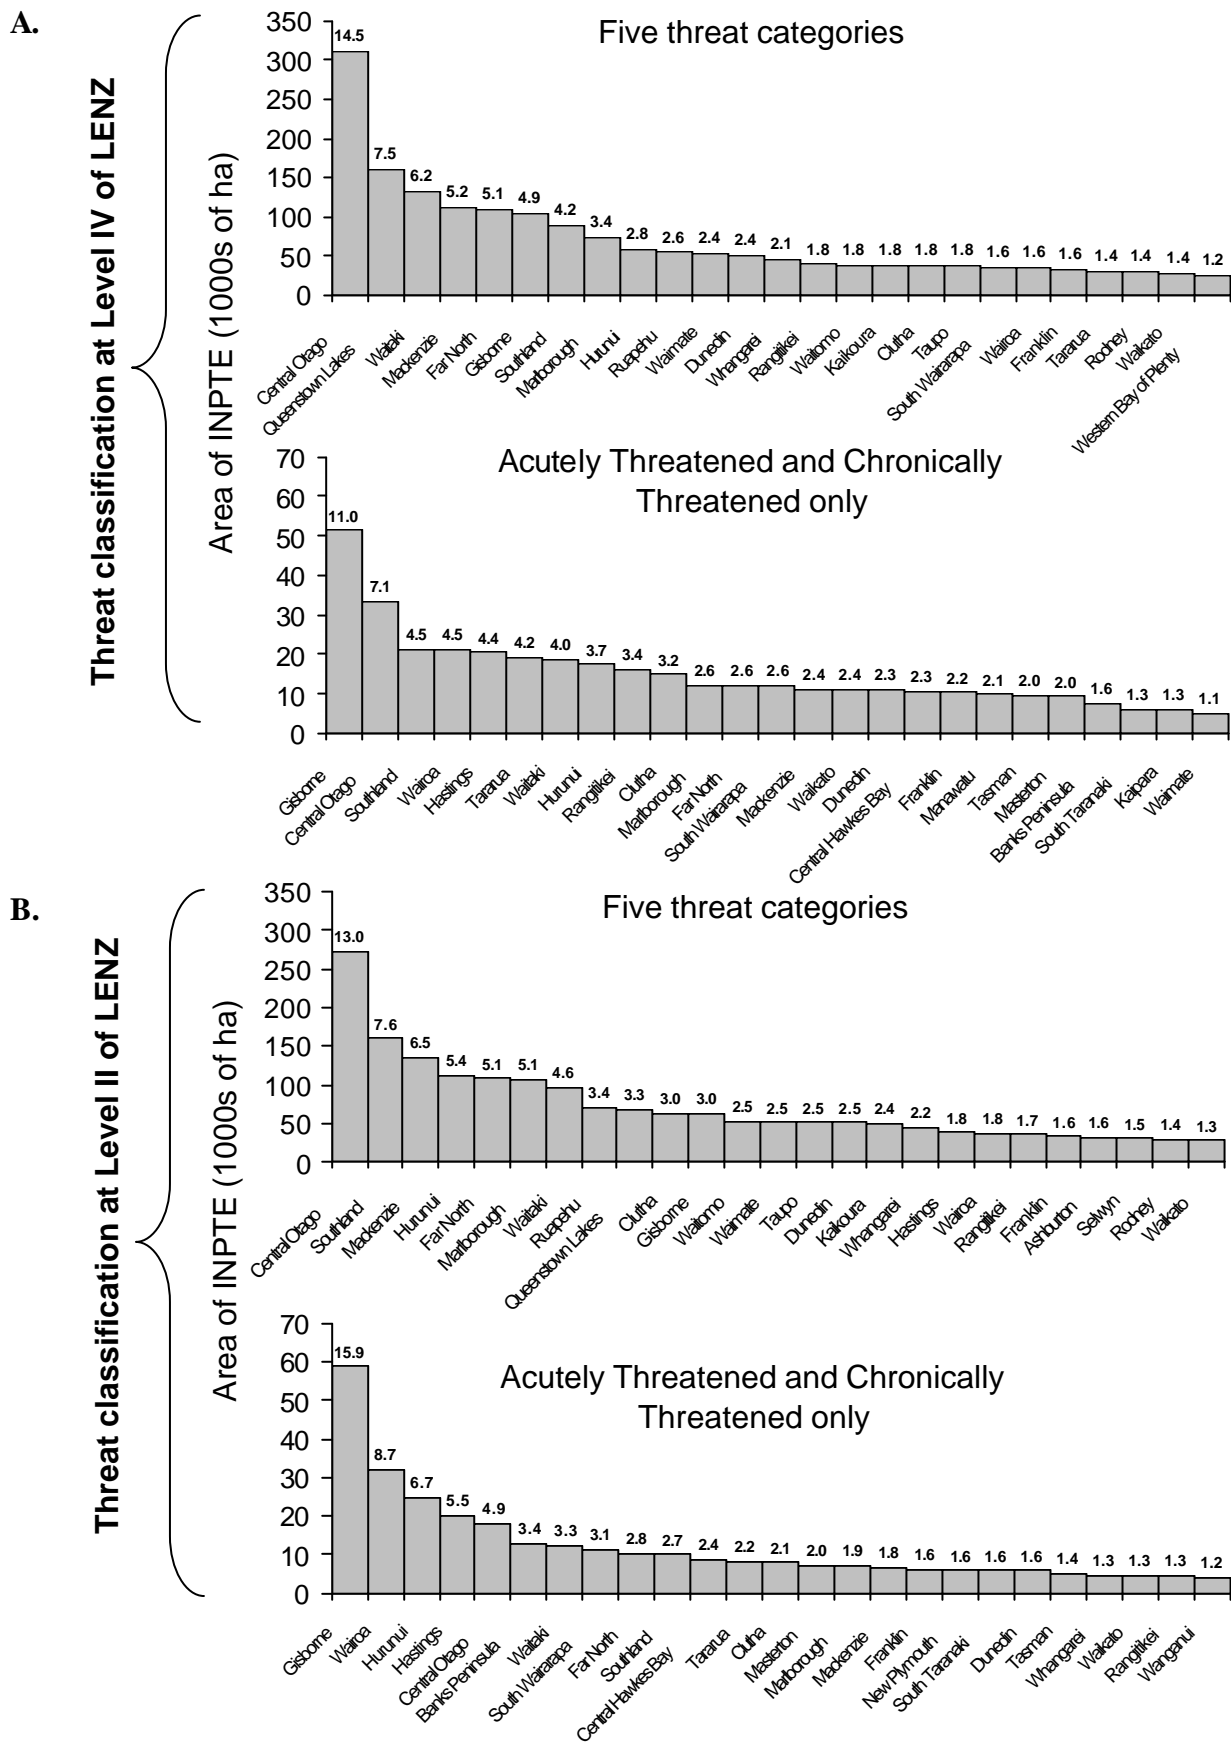 A.
Threat classification at Level IV of LENZ
Area of INPTE (1000s of ha)
Five threat categories
350
300
250
200
150
100
50
0
14.5
7.5
6.2
5.2
5.1
4.9
4.2
3.4
2.8
2.6
2.4
2.4
2.1
1.8
1.8
1.8
1.8
1.8
1.6
1.6
1.6
1.4
1.4
1.4
1.2
Central Otago
Queenstown Lakes
Waitaki
Mackenzie
Far North
Gisborne
Southland
Marlborough
Hurunui
Ruapehu
Waimate
Dunedin
Whangarei
Rangitikei
Waitomo
Kaikoura
Clutha
Taupo
South Wairarapa
Wairoa
Franklin
Tararua
Rodney
Waikato
Western Bay of Plenty
Acutely Threatened and Chronically
Threatened only
70
60
50
40
30
20
10
0
11.0
7.1
4.5
4.5
4.4
4.2
4.0
3.7
3.4
3.2
2.6
2.6
2.6
2.4
2.4
2.3
2.3
2.2
2.1
2.0
2.0
1.6
1.3
1.3
1.1
Gisborne
Central Otago
Southland
Wairoa
Hastings
Tararua
Waitaki
Hurunui
Rangitikei
Clutha
Marlborough
Far North
South Wairarapa
Mackenzie
Waikato
Dunedin
Central Hawkes Bay
Franklin
Manawatu
Tasman
Masterton
Banks Peninsula
South Taranaki
Kaipara
Waimate
B.
Threat classification at Level II of LENZ
Area of INPTE (1000s of ha)
Five threat categories
350
300
250
200
150
100
50
0
13.0
7.6
6.5
5.4
5.1
5.1
4.6
3.4
3.3
3.0
3.0
2.5
2.5
2.5
2.5
2.4
2.2
1.8
1.8
1.7
1.6
1.6
1.5
1.4
1.3
Central Otago
Southland
Mackenzie
Hurunui
Far North
Marlborough
Waitaki
Ruapehu
Queenstown Lakes
Clutha
Gisborne
Waitomo
Waimate
Taupo
Dunedin
Kaikoura
Whangarei
Hastings
Wairoa
Rangitikei
Franklin
Ashburton
Selwyn
Rodney
Waikato
Acutely Threatened and Chronically
Threatened only
70
60
50
40
30
20
10
0
15.9
8.7
6.7
5.5
4.9
3.4
3.3
3.1
2.8
2.7
2.4
2.2
2.1
2.0
1.9
1.8
1.6
1.6
1.6
1.6
1.4
1.3
1.3
1.3
1.2
Gisborne
Wairoa
Hurunui
Hastings
Central Otago
Banks Peninsula
Waitaki
South Wairarapa
Far North
Southland
Central Hawkes Bay
Tararua
Clutha
Masterton
Marlborough
Mackenzie
Franklin
New Plymouth
South Taranaki
Dunedin
Tasman
Whangarei
Waikato
Rangitikei
Wanganui